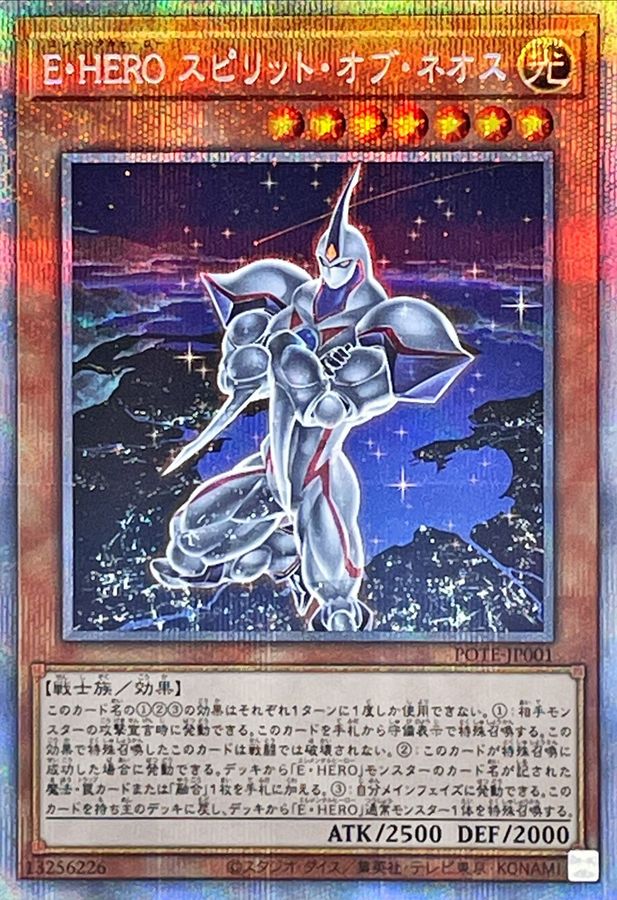 E・HERO スピリット・オブ・ネオス
光
POTE-JP001
【戦士族／効果】
このカード名の①②③の効果はそれぞれ１ターンに１度しか使用できない。①：相手モン
スターの攻撃宣言時に発動できる。このカードを手札から守備表示で特殊召喚する。この
効果で特殊召喚したこのカードは戦闘では破壊されない。②：このカードが特殊召喚に
成功した場合に発動できる。デッキから「E・HERO」モンスターのカード名が記された
魔法・罠カードまたは「融合」１枚を手札に加える。③：自分メインフェイズに発動できる。この
カードを持ち主のデッキに戻し、デッキから「E・HERO」通常モンスター１体を特殊召喚する。
ATK/2500 DEF/2000
13256226 ©スタジオ・ダイス／集英社・テレビ東京・KONAMI